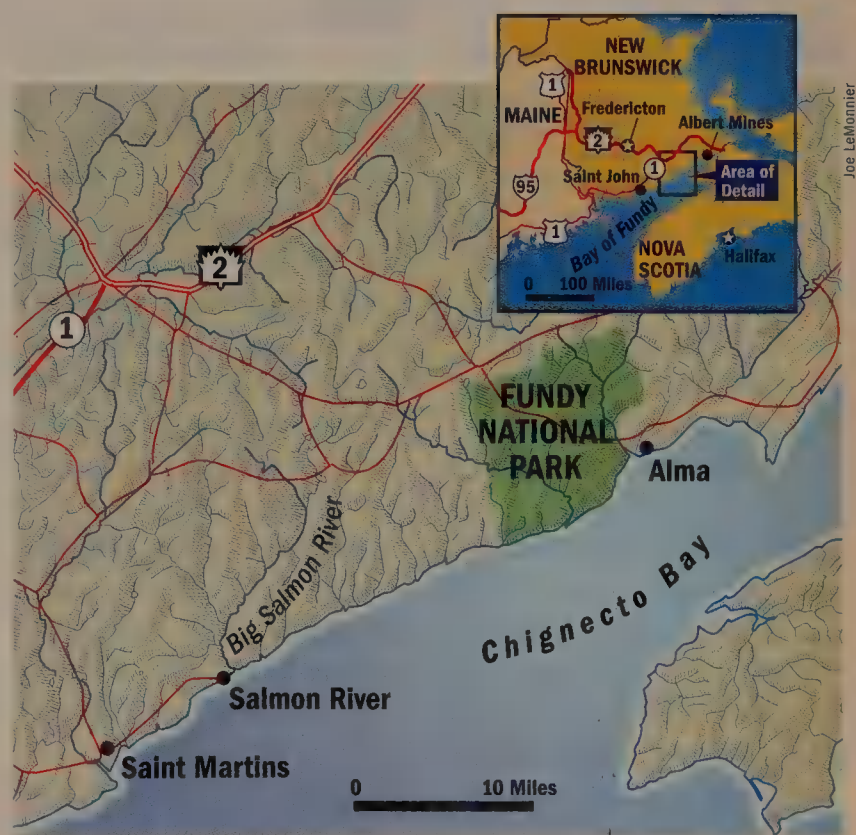 NEW
BRUNSWICK
1
MAINE
Fredericton
2
Albert Mines
1
Saint John
Area of
Detail
95
1
Bay of Fundy
NOVA
SCOTIA
Halifax
0 100 Miles
Joe LeMonnier
2
1
FUNDY
NATIONAL
PARK
Alma
Big Salmon River
Chignecto Bay
Salmon River
Saint Martins
0 10 Miles